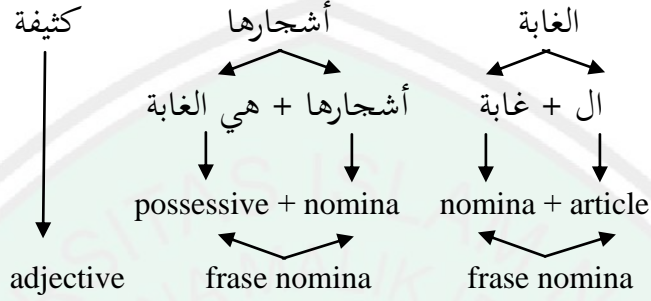 الغابة أشجارها كثيفة
ال + غابة أشجارها + هي الغابة
possessive + nomina nomina + article
adjective frase nomina frase nomina